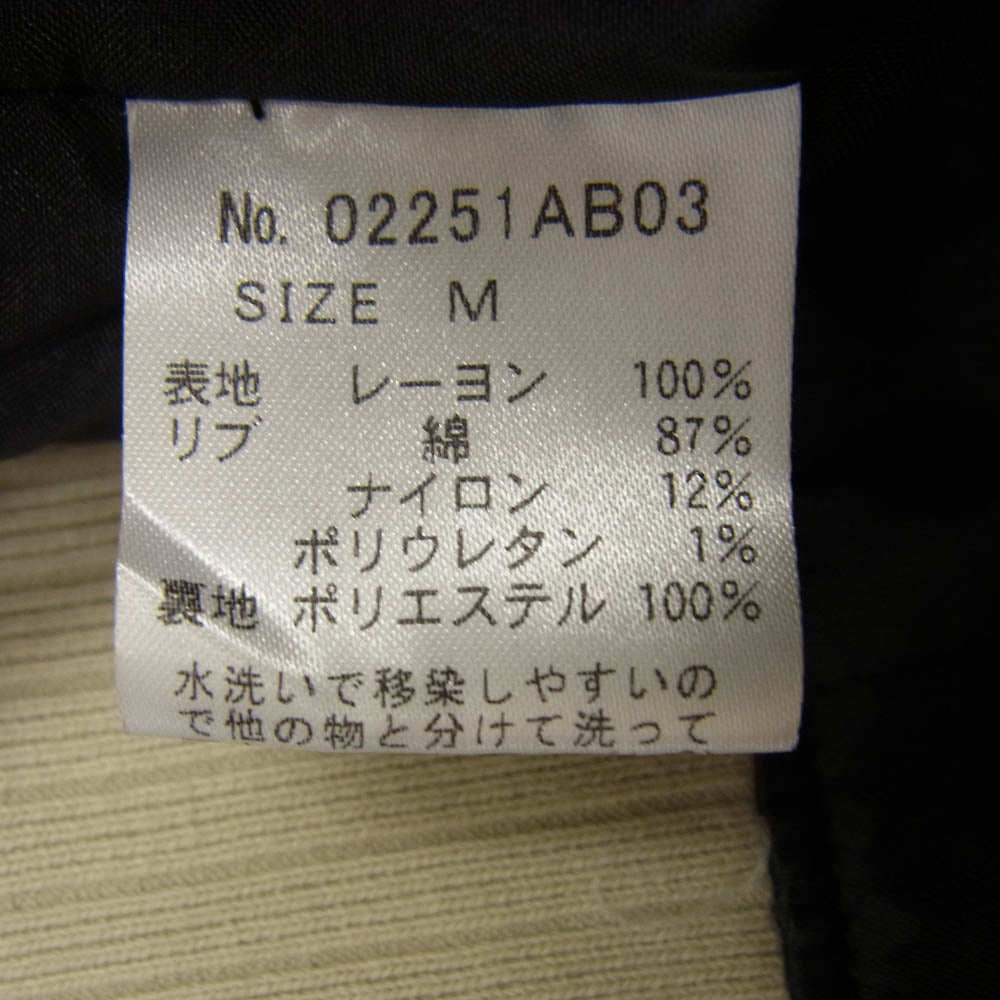 No. 02251AB03
SIZE M
表地 レーヨン 100%
リブ 綿 87%
ナイロン 12%
ポリウレタン 1%
裏地 ポリエステル 100%
水洗いで移染しやすいの
で他の物と分けて洗って